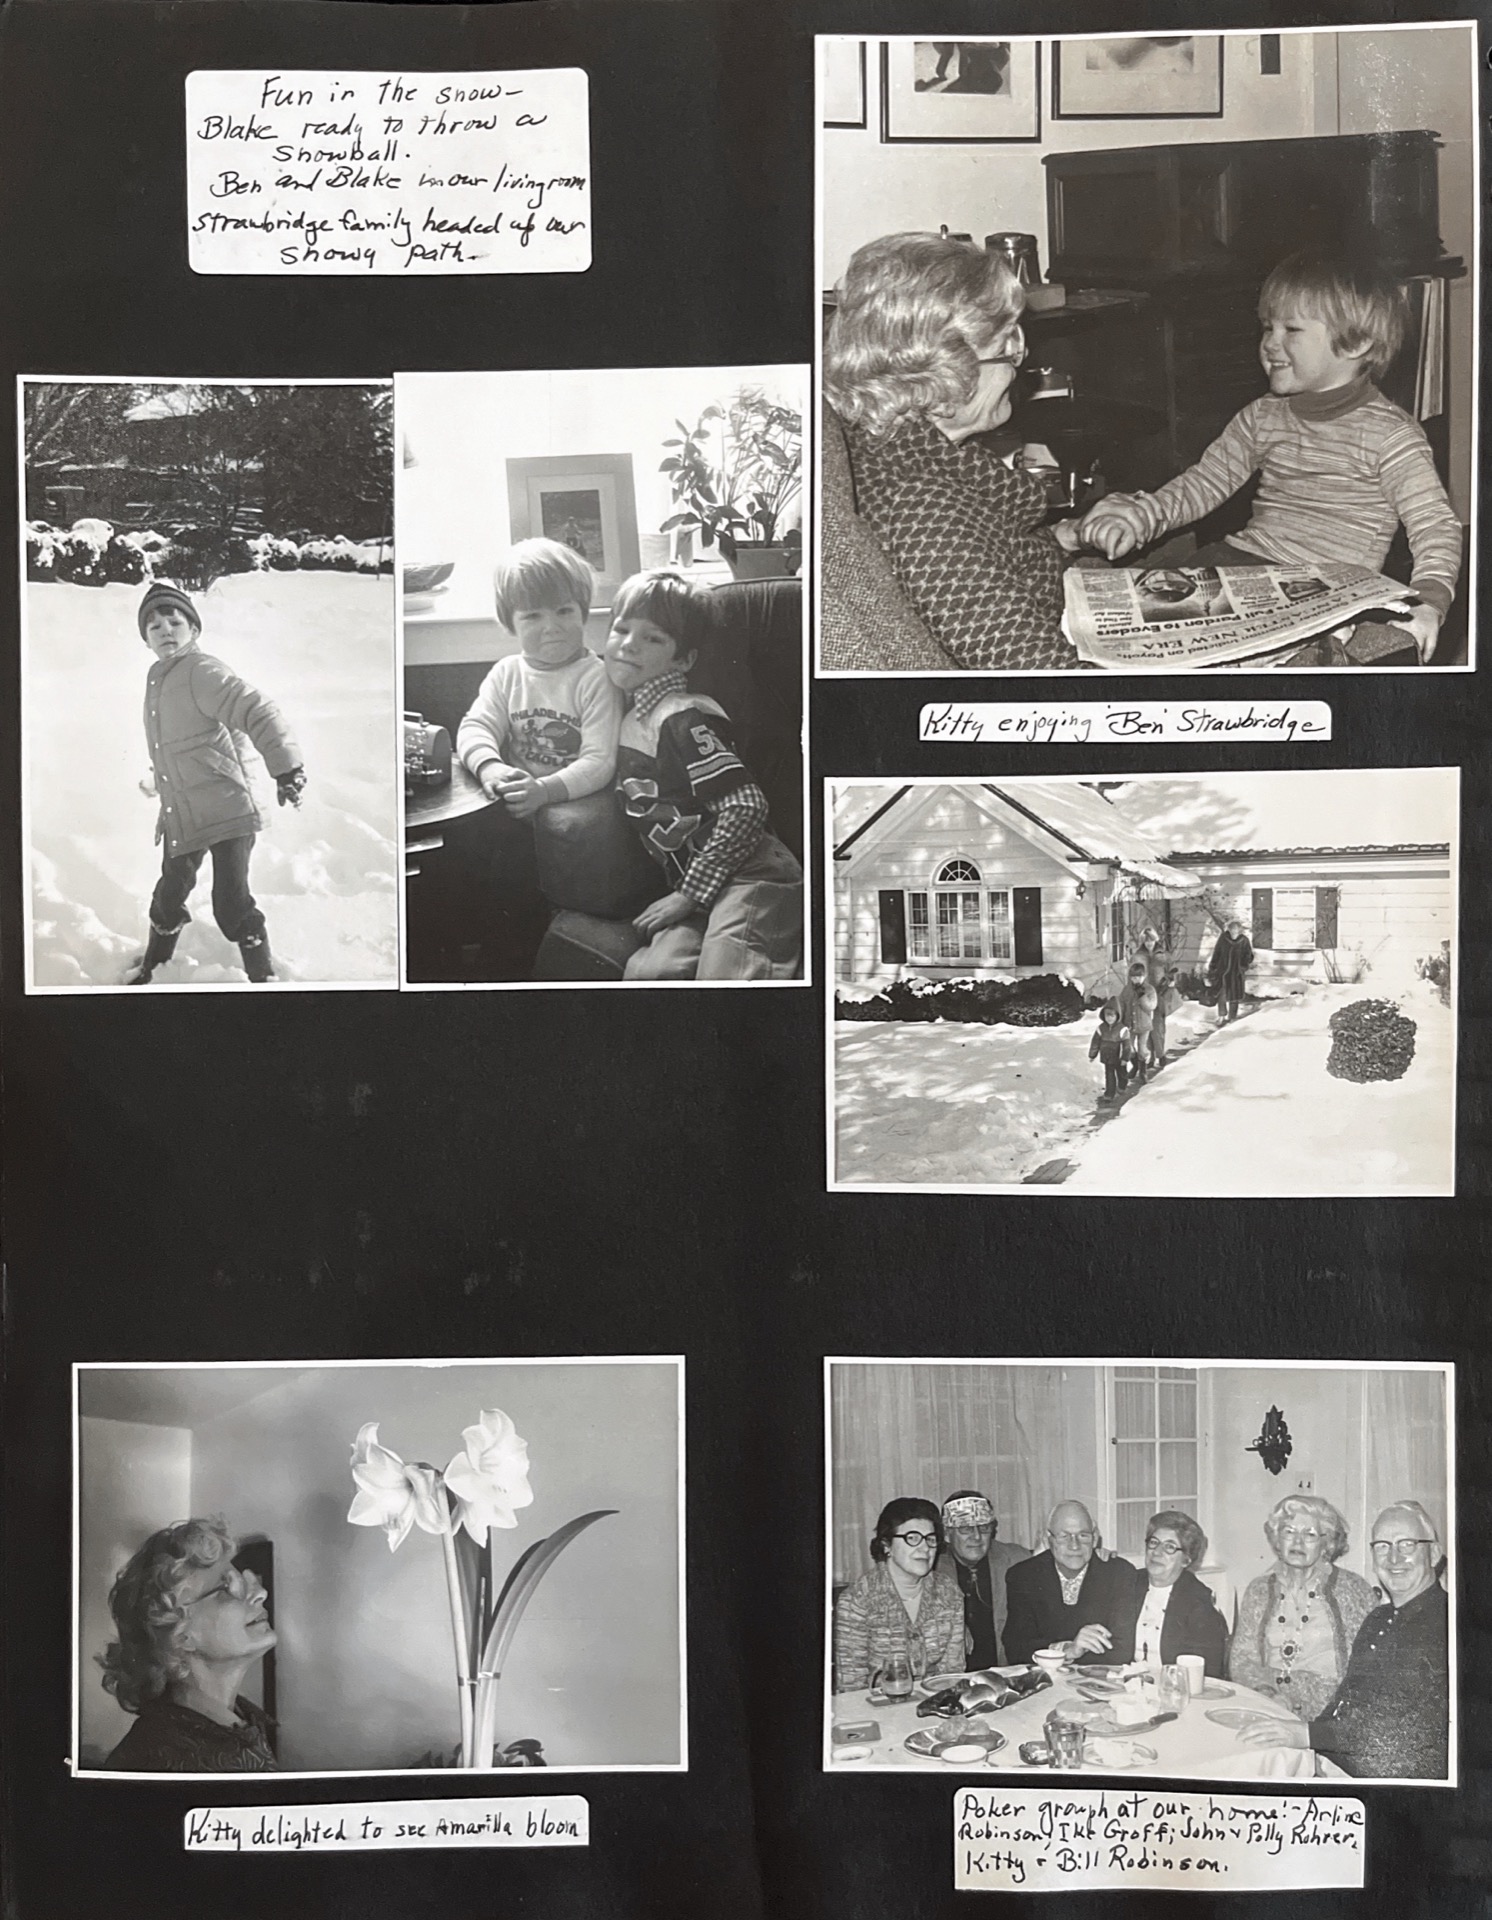 Fun in the snow-
Blake ready to throw a
snowball.
Ben and Blake in our livingroom
Strawbridge family headed up our
snowy path.
PHILADELPHIA
EAGLES
55
Pardon to Evaders
NEW ERA
Kitty enjoying 'Ben' Strawbridge
Kitty delighted to see Amarilla bloom
Poker grouph at our home!- Arline
Robinson, Ike Groff; John & Polly Rohrer,
Kitty & Bill Robinson.